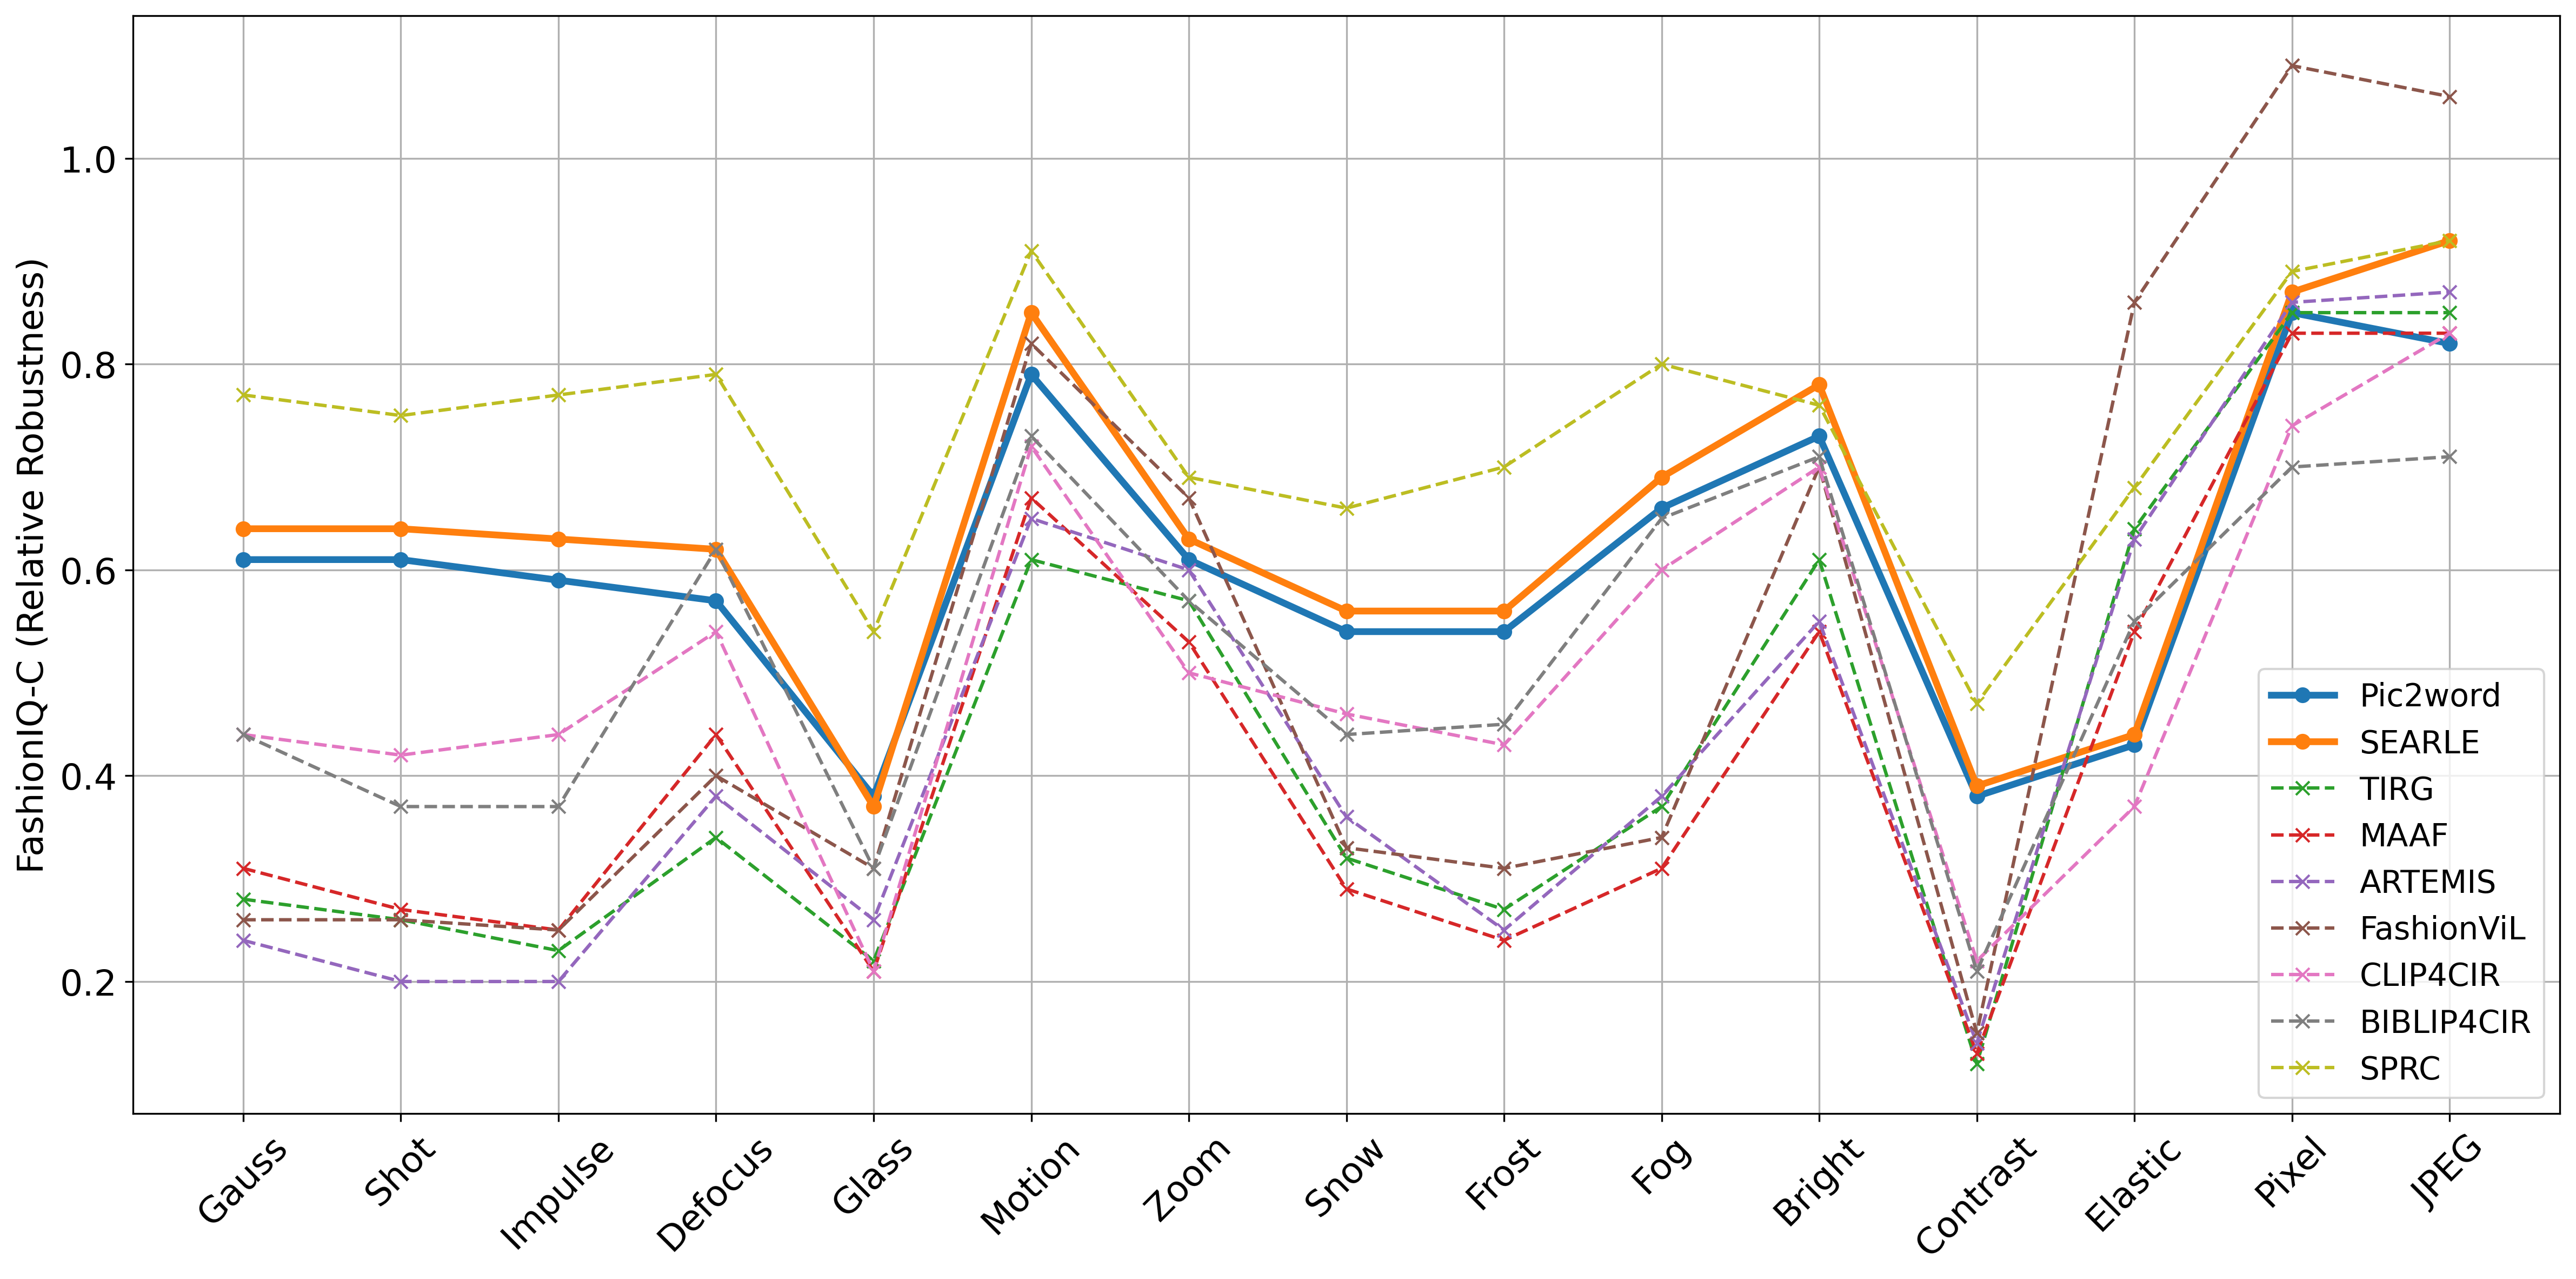 FashionIQ-C (Relative Robustness)
1.0
0.8
0.6
0.4
0.2
Gauss
Shot
Impulse
Defocus
Glass
Motion
Zoom
Snow
Frost
Fog
Bright
Contrast
Elastic
Pixel
JPEG
Pic2word
SEARLE
TIRG
MAAF
ARTEMIS
FashionViL
CLIP4CIR
BIBLIP4CIR
SPRC